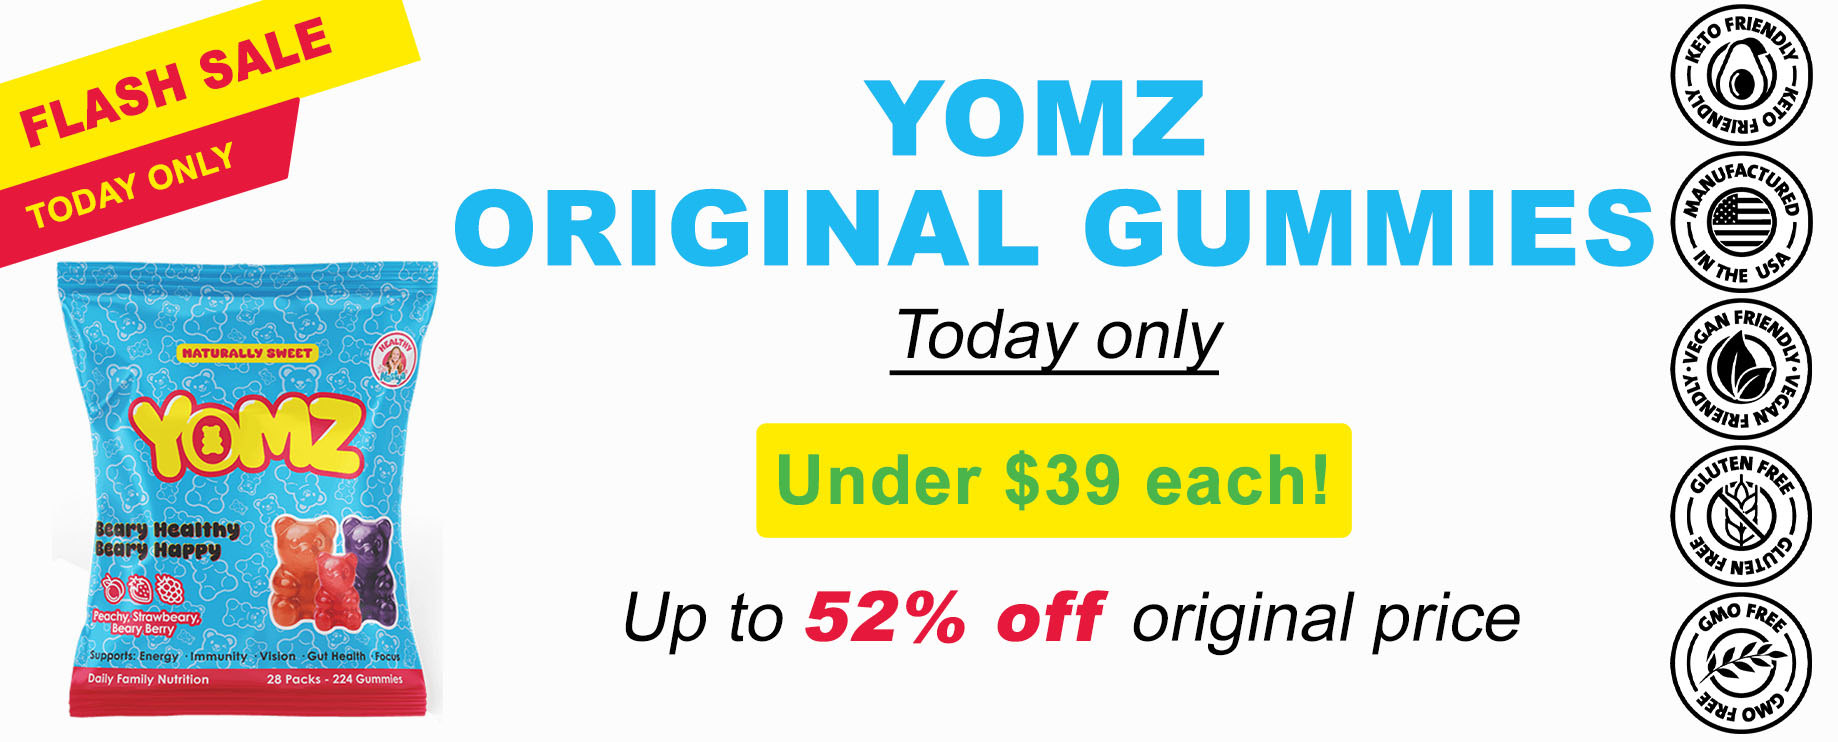 FLASH SALE
TODAY ONLY
YOMZ
ORIGINAL GUMMIES
Today only
Under $39 each!
Up to 52% off original price
NATURALLY SWEET
HEALTHY
YOMZ
Beary Healthy
Beary Happy
Peachy, Strawbeary,
Beary Berry
Supports: Energy · Immunity · Vision · Gut Health · Focus
Daily Family Nutrition 28 Packs - 224 Gummies
KETO FRIENDLY - KETO FRIENDLY -
MANUFACTURED - IN THE USA -
VEGAN FRIENDLY · VEGAN FRIENDLY ·
GLUTEN FREE - GLUTEN FREE -
GMO FREE - GMO FREE -